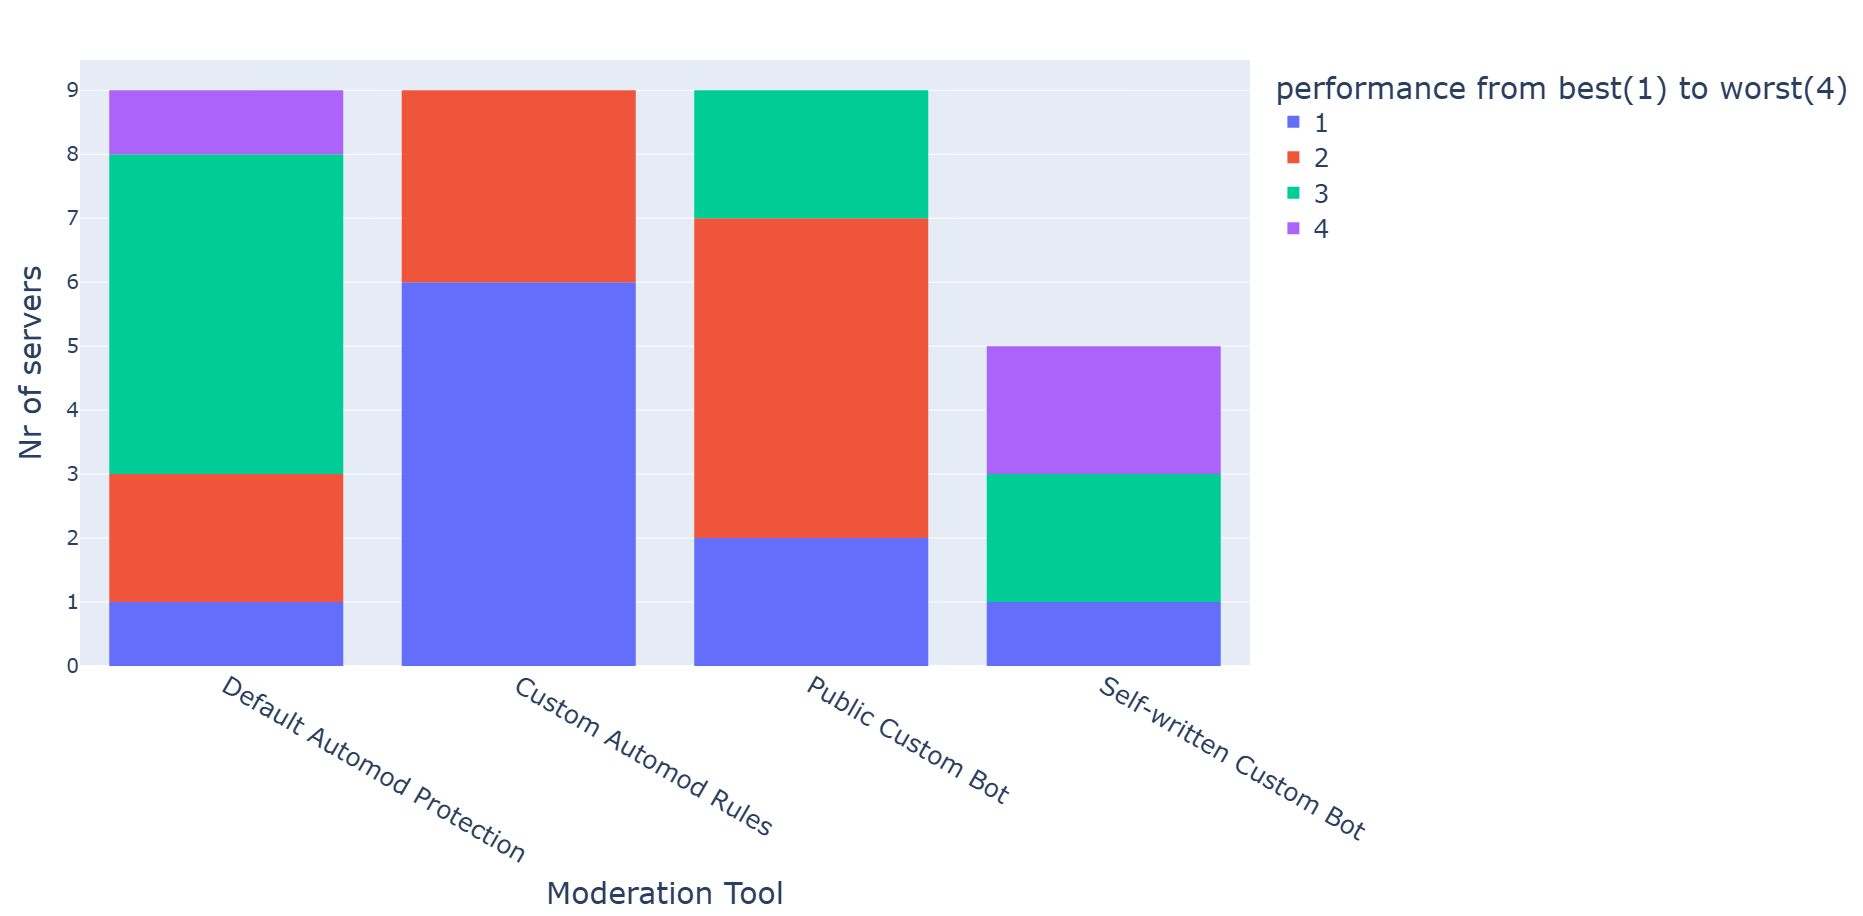 performance from best(1) to worst(4)
1
2
3
4
Nr of servers
9
8
7
6
5
4
3
2
1
0
Default Automod Protection
Custom Automod Rules
Public Custom Bot
Self-written Custom Bot
Moderation Tool